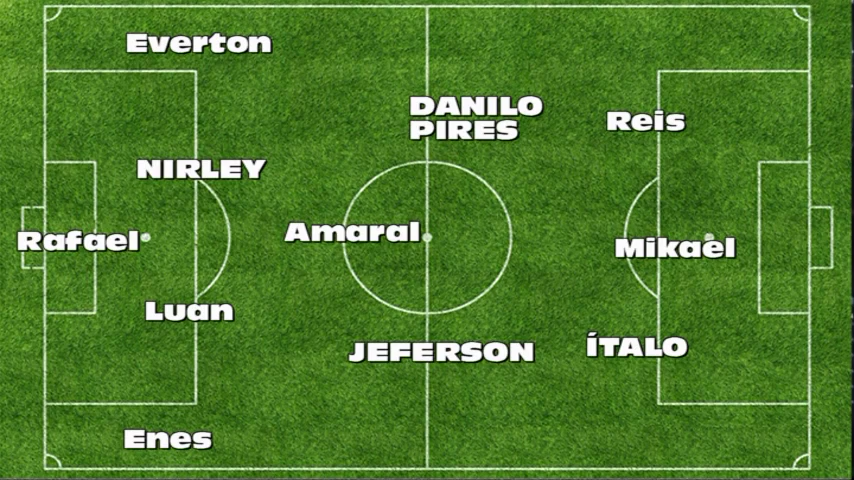 Everton
DANILO
PIRES
Reis
NIRLEY
Rafael
Amaral
Mikael
Luan
JEFERSON
ÍTALO
Enes